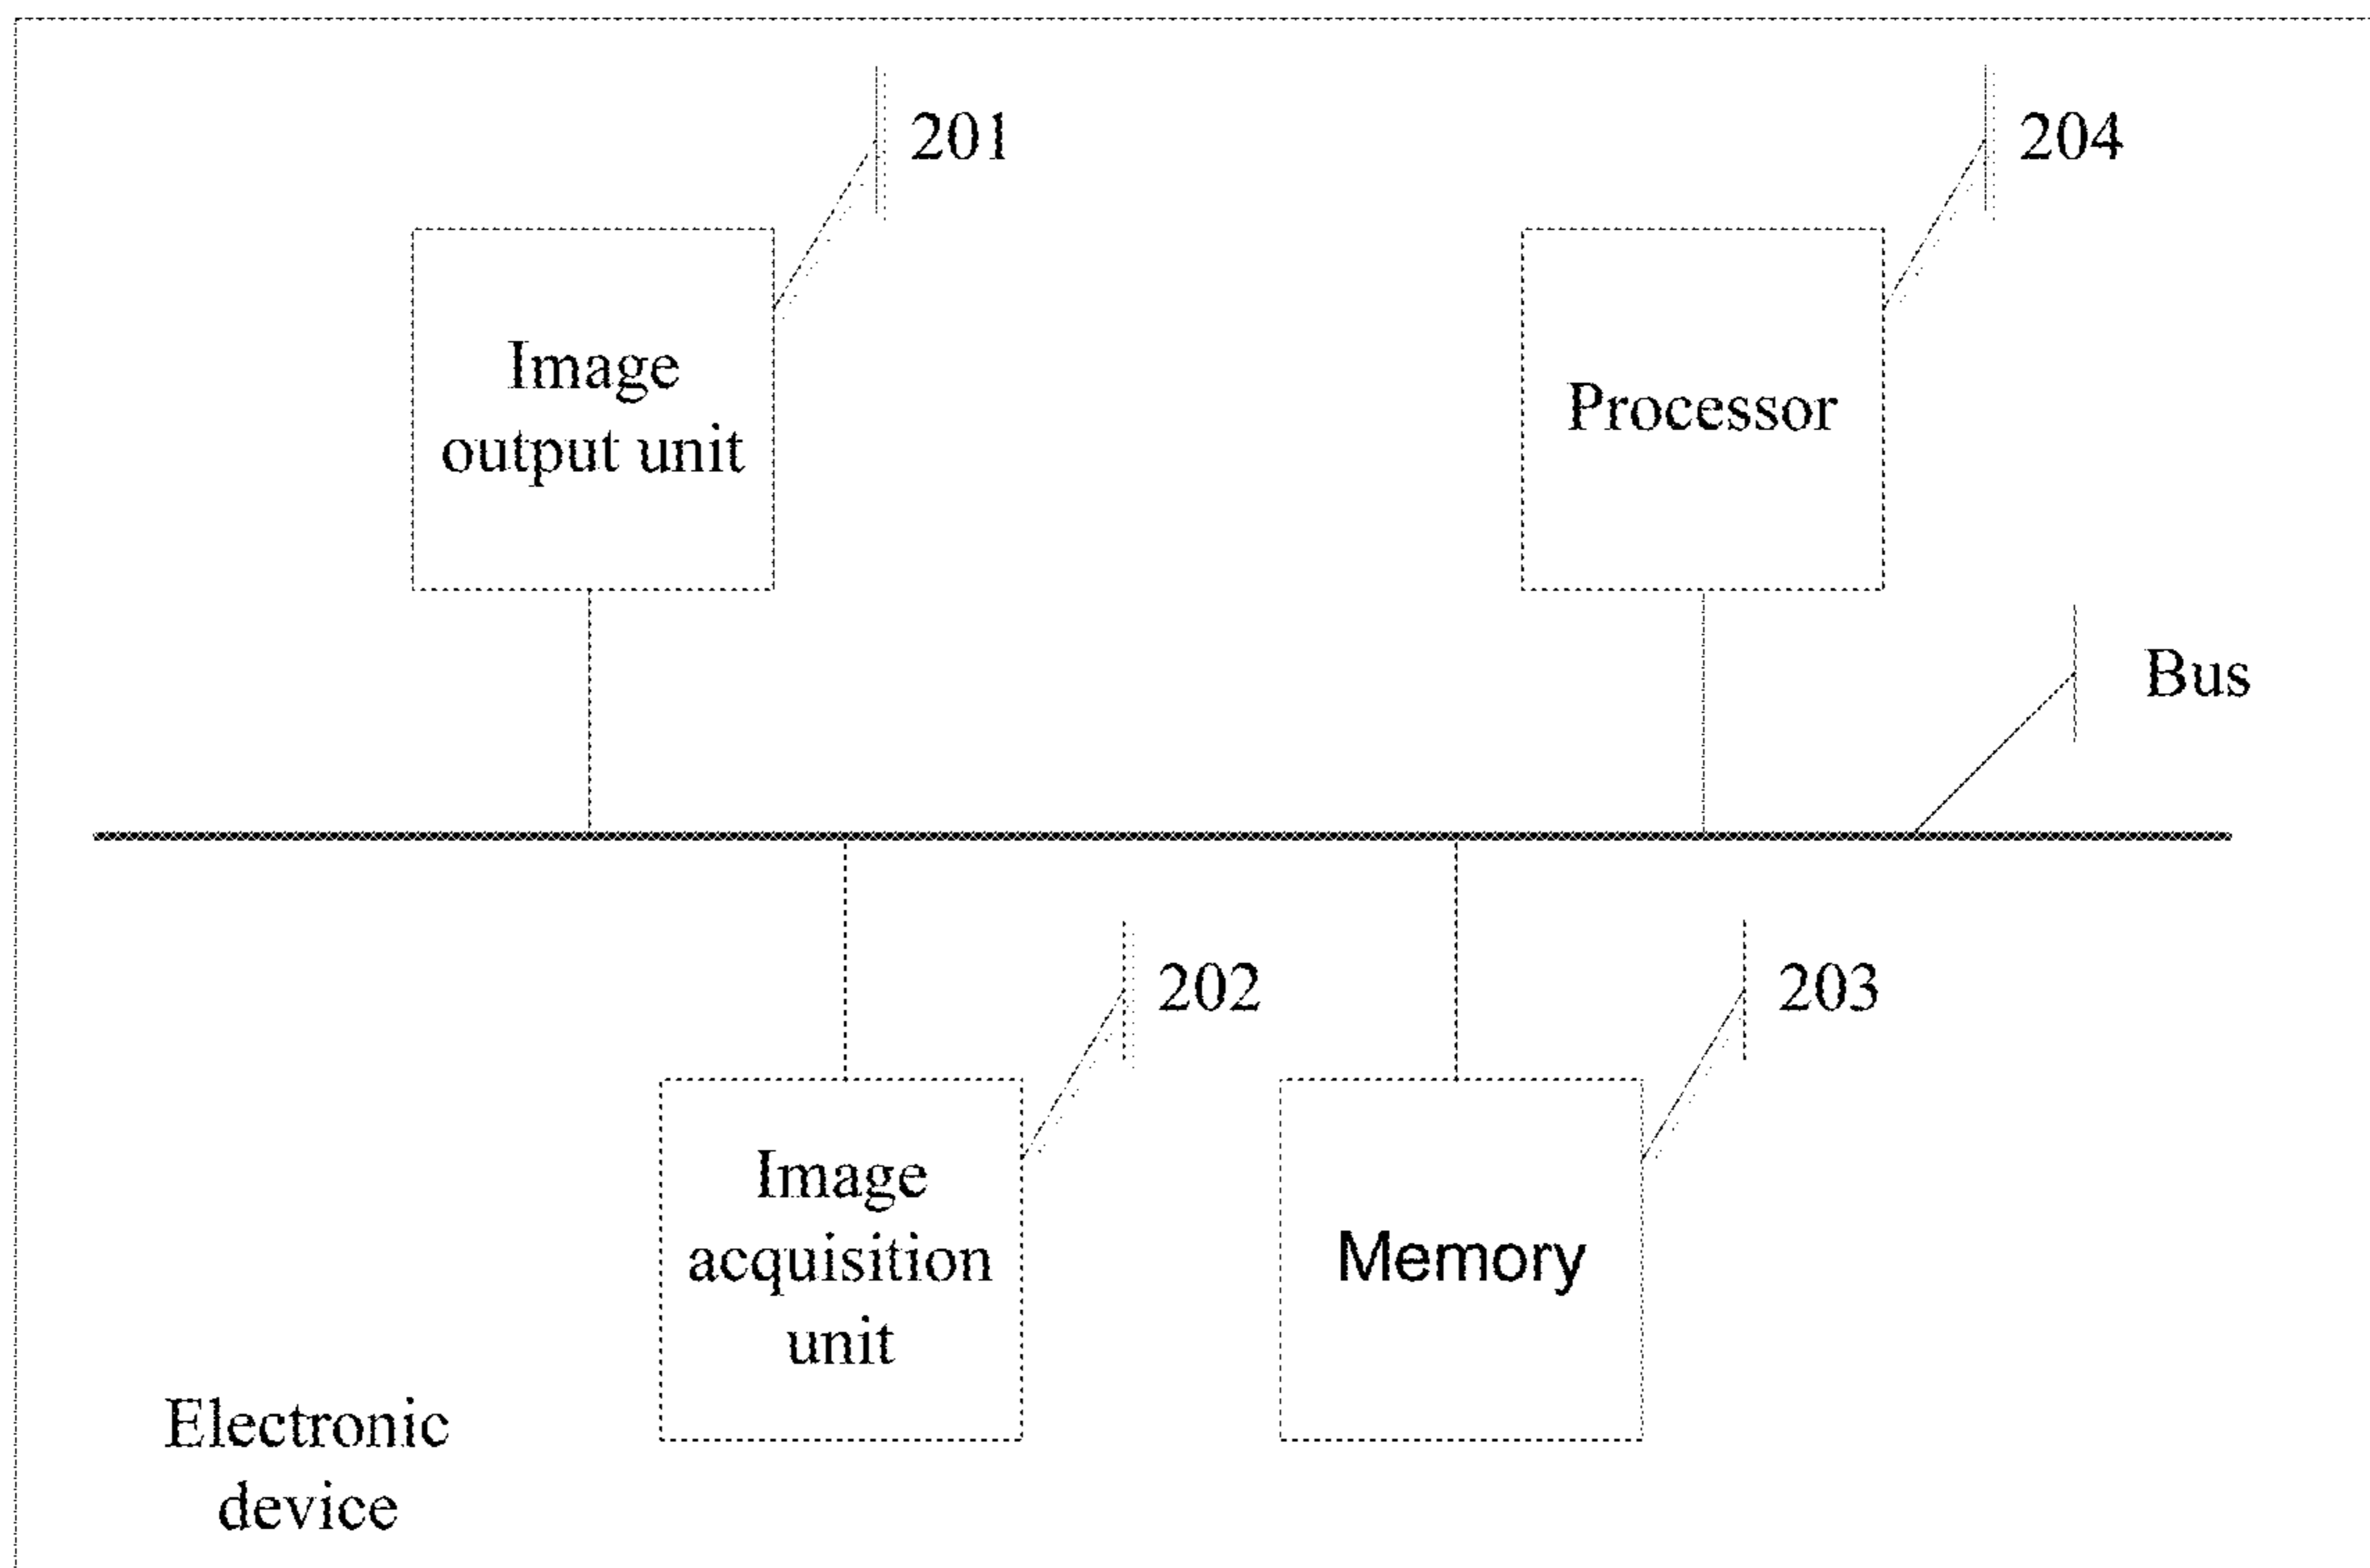 201
204
Image
output unit
Processor
Bus
202
203
Image
acquisition
unit
Memory
Electronic
device